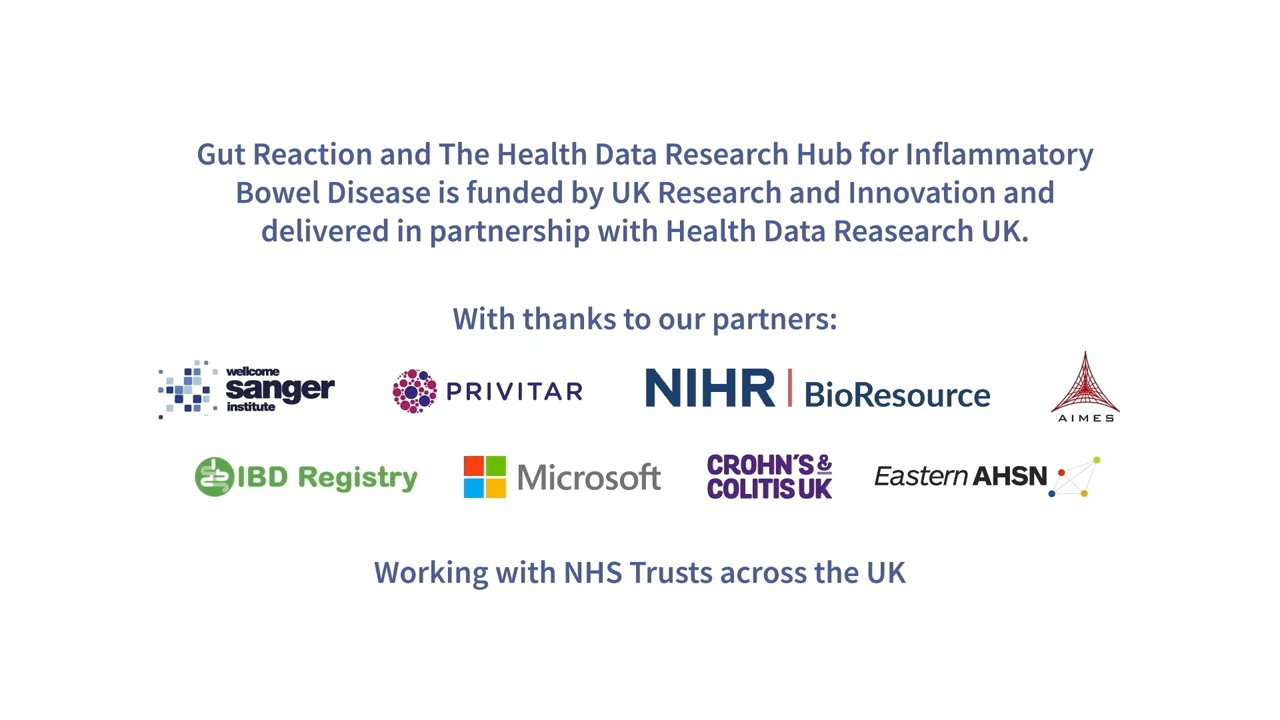 Gut Reaction and The Health Data Research Hub for Inflammatory
Bowel Disease is funded by UK Research and Innovation and
delivered in partnership with Health Data Reasearch UK.
With thanks to our partners:
wellcome
sanger
institute
PRIVITAR
NIHR | BioResource
AIMES
IBD Registry
Microsoft
CROHN'S &
COLITIS UK
Eastern AHSN
Working with NHS Trusts across the UK